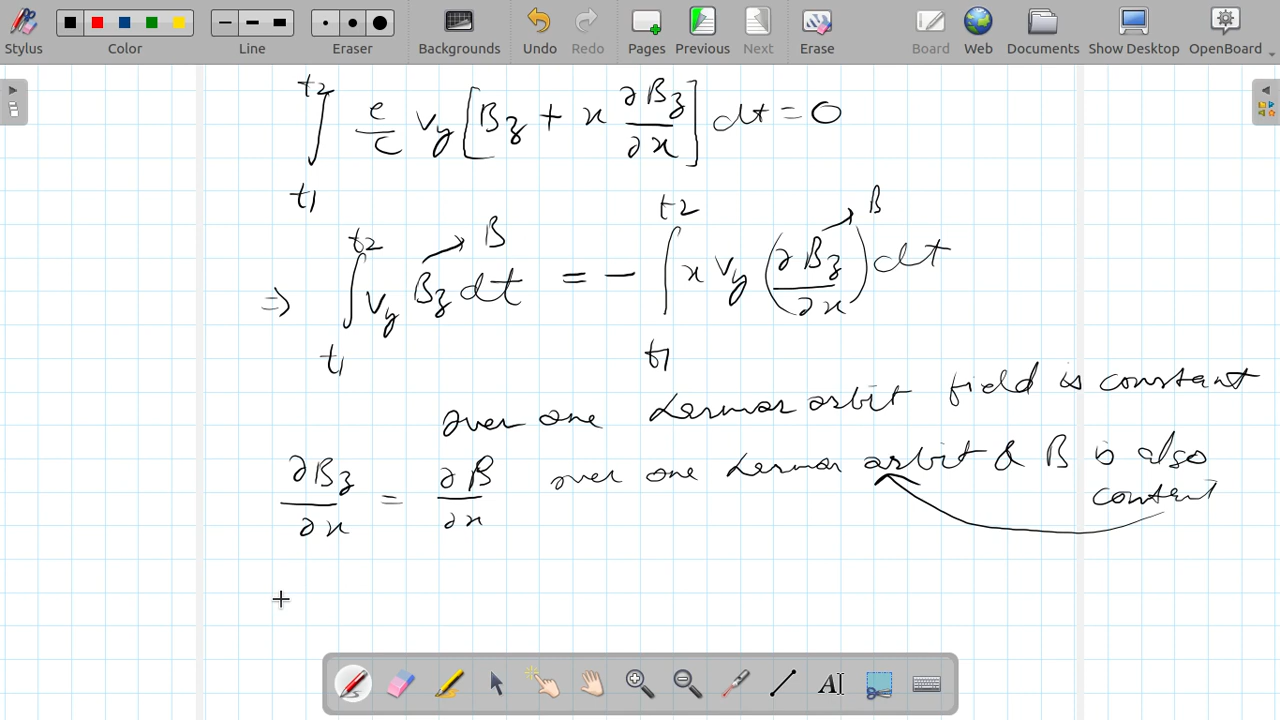 Stylus Color Line Eraser Backgrounds Undo Redo Pages Previous Next Erase Board Web Documents Show Desktop OpenBoard
∫_{t1}^{t2} e/c v_y [B_z + x ∂B_z/∂x] dt = 0
⇒ ∫_{t1}^{t2} v_y B_z → B dt = - ∫_{t1}^{t2} x v_y (∂B_z → B/∂x) dt
over one Larmor orbit field is constant
∂B_z/∂x = ∂B/∂x over one Larmor orbit & B is also
contant
AI